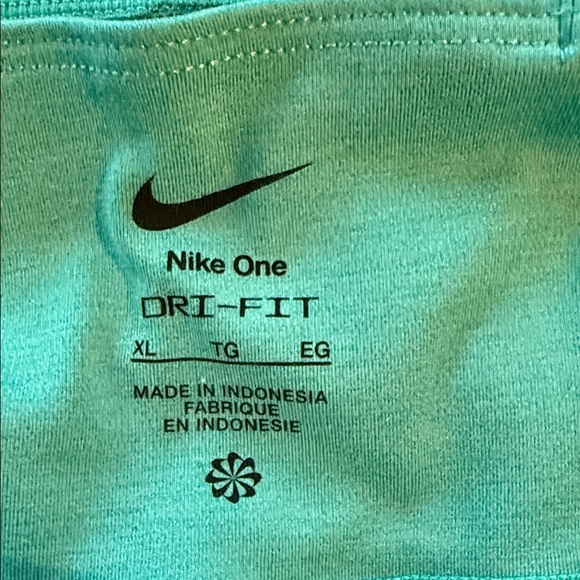 Nike One
DRI-FIT
XL TG EG
MADE IN INDONESIA
FABRIQUE
EN INDONESIE